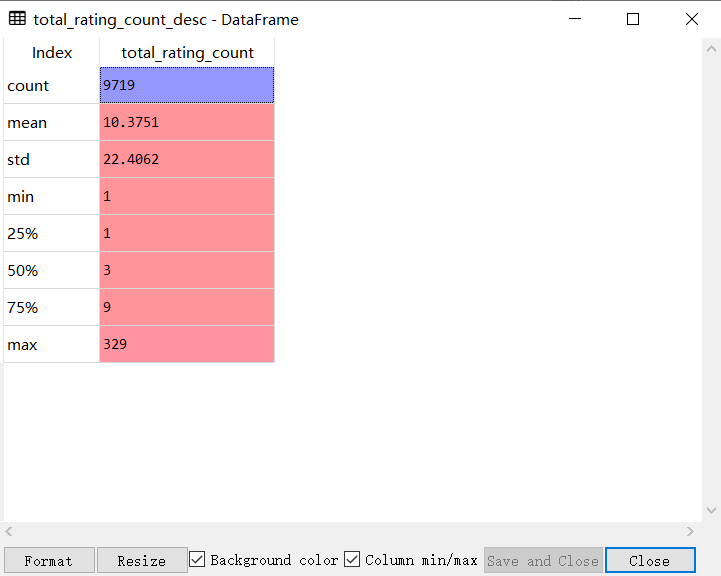 total_rating_count_desc - DataFrame
Index total_rating_count
count 9719
mean 10.3751
std 22.4062
min 1
25% 1
50% 3
75% 9
max 329
Format Resize Background color Column min/max Save and Close Close